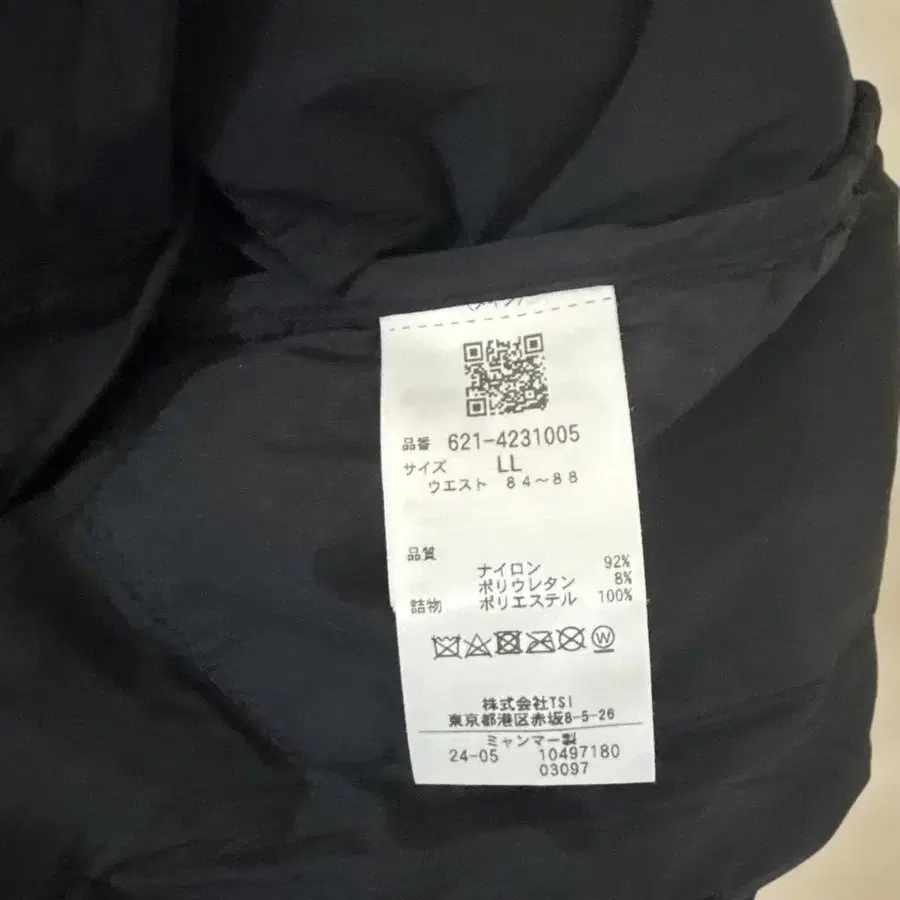 品番 621-4231005
サイズ LL
ウエスト 84~88
品質
ナイロン 92%
ポリウレタン 8%
詰物 ポリエステル 100%
W
株式会社TSI
東京都港区赤坂8-5-26
ミャンマー製
24-05 10497180
03097